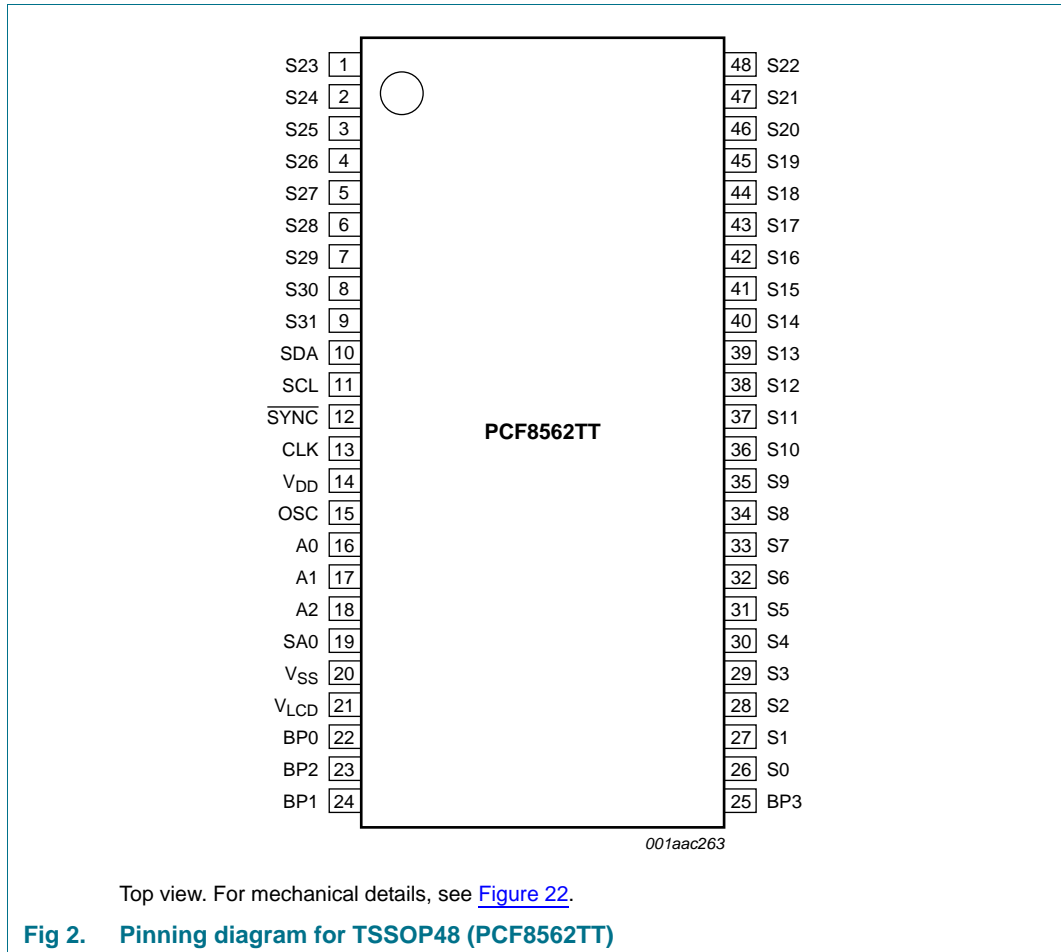 S23 1 48 S22
S24 2 47 S21
S25 3 46 S20
S26 4 45 S19
S27 5 44 S18
S28 6 43 S17
S29 7 42 S16
S30 8 41 S15
S31 9 40 S14
SDA 10 39 S13
SCL 11 38 S12
SYNC 12 37 S11
PCF8562TT
CLK 13 36 S10
VDD 14 35 S9
OSC 15 34 S8
A0 16 33 S7
A1 17 32 S6
A2 18 31 S5
SA0 19 30 S4
VSS 20 29 S3
VLCD 21 28 S2
BP0 22 27 S1
BP2 23 26 S0
BP1 24 25 BP3
001aac263
Top view. For mechanical details, see Figure 22.
Fig 2. Pinning diagram for TSSOP48 (PCF8562TT)